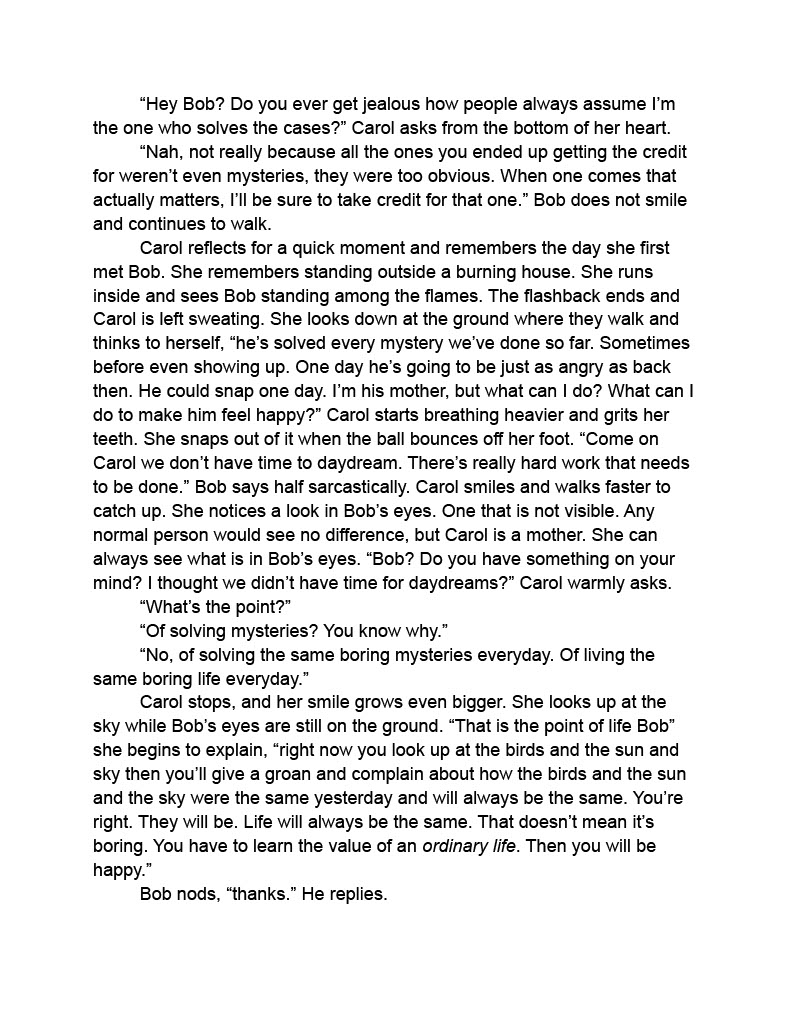 “Hey Bob? Do you ever get jealous how people always assume I’m
the one who solves the cases?” Carol asks from the bottom of her heart.
“Nah, not really because all the ones you ended up getting the credit
for weren’t even mysteries, they were too obvious. When one comes that
actually matters, I’ll be sure to take credit for that one.” Bob does not smile
and continues to walk.
Carol reflects for a quick moment and remembers the day she first
met Bob. She remembers standing outside a burning house. She runs
inside and sees Bob standing among the flames. The flashback ends and
Carol is left sweating. She looks down at the ground where they walk and
thinks to herself, “he’s solved every mystery we’ve done so far. Sometimes
before even showing up. One day he’s going to be just as angry as back
then. He could snap one day. I’m his mother, but what can I do? What can I
do to make him feel happy?” Carol starts breathing heavier and grits her
teeth. She snaps out of it when the ball bounces off her foot. “Come on
Carol we don’t have time to daydream. There’s really hard work that needs
to be done.” Bob says half sarcastically. Carol smiles and walks faster to
catch up. She notices a look in Bob’s eyes. One that is not visible. Any
normal person would see no difference, but Carol is a mother. She can
always see what is in Bob’s eyes. “Bob? Do you have something on your
mind? I thought we didn’t have time for daydreams?” Carol warmly asks.
“What’s the point?”
“Of solving mysteries? You know why.”
“No, of solving the same boring mysteries everyday. Of living the
same boring life everyday.”
Carol stops, and her smile grows even bigger. She looks up at the
sky while Bob’s eyes are still on the ground. “That is the point of life Bob”
she begins to explain, “right now you look up at the birds and the sun and
sky then you’ll give a groan and complain about how the birds and the sun
and the sky were the same yesterday and will always be the same. You’re
right. They will be. Life will always be the same. That doesn’t mean it’s
boring. You have to learn the value of an ordinary life. Then you will be
happy.”
Bob nods, “thanks.” He replies.